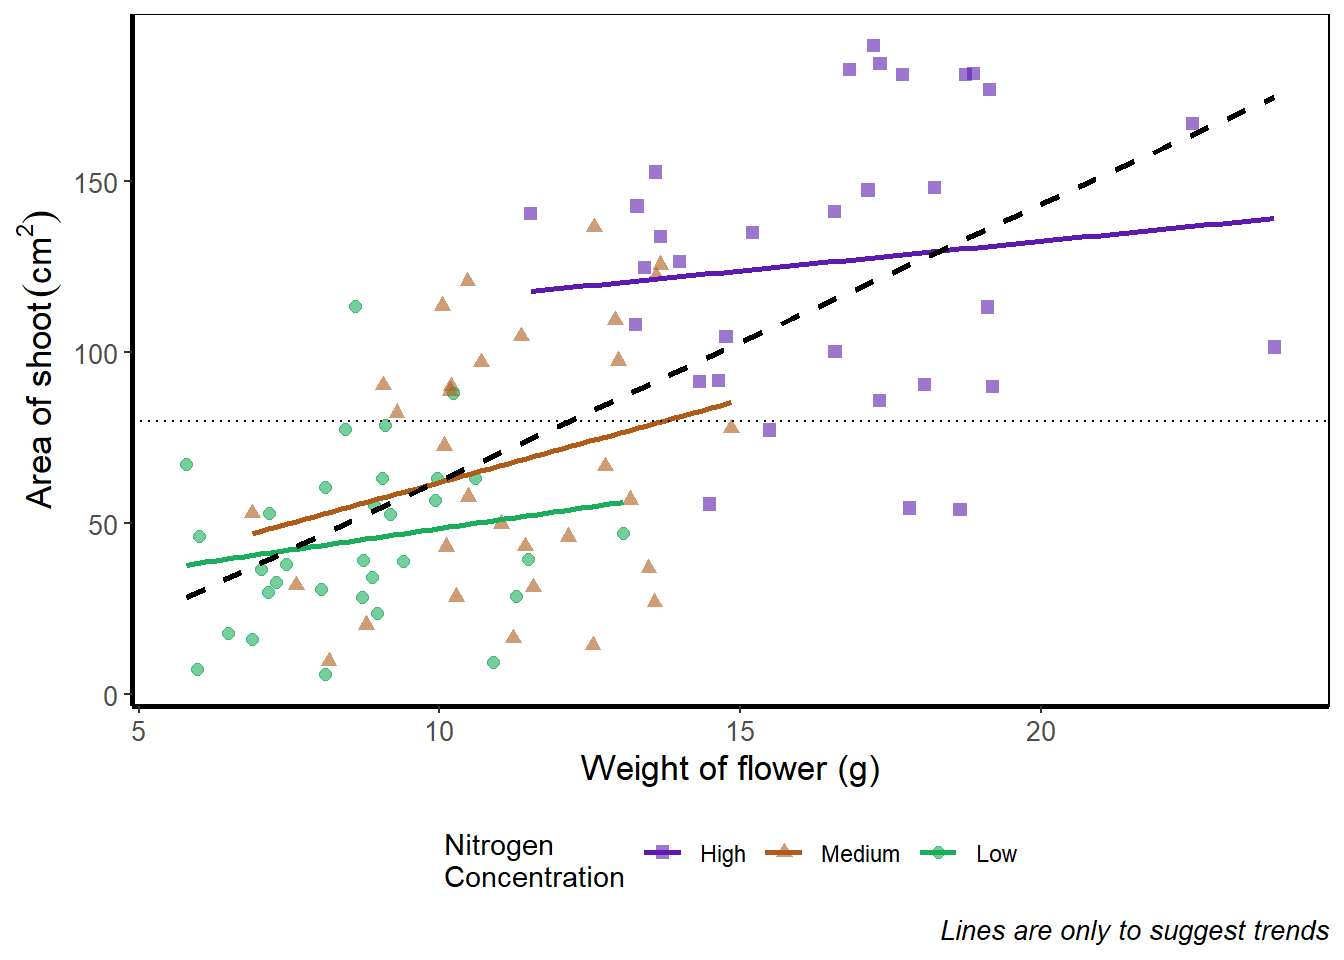 Area of shoot(cm²)
150
100
50
0
5 10 15 20
Weight of flower (g)
Nitrogen
Concentration
High Medium Low
Lines are only to suggest trends